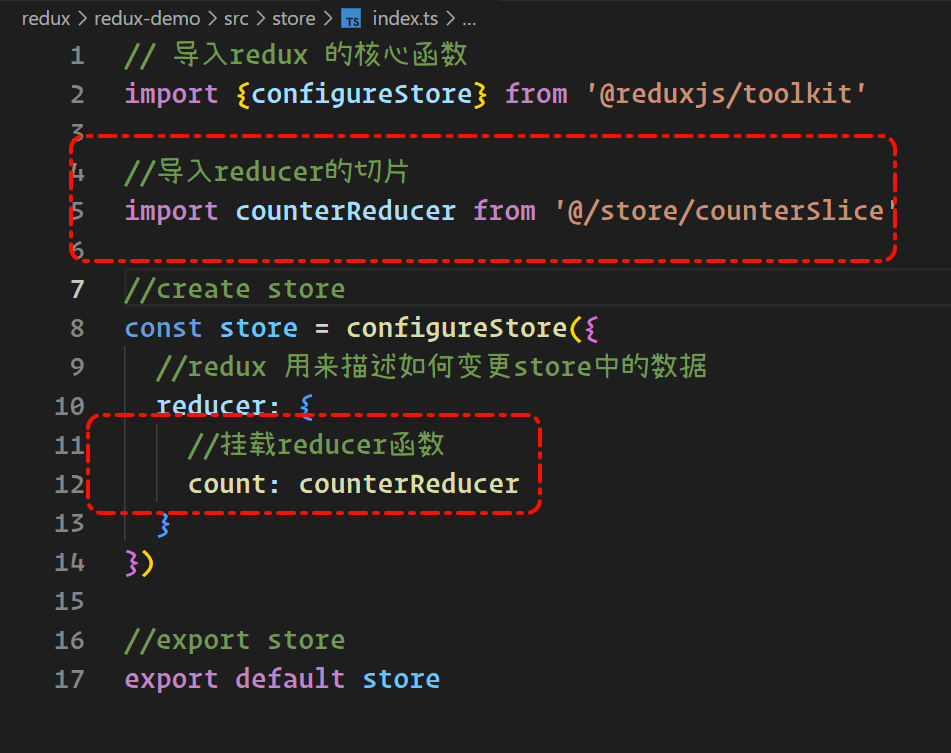 redux > redux-demo > src > store > TS index.ts > ...
1 // 导入redux 的核心函数
2 import {configureStore} from '@reduxjs/toolkit'
3
4 //导入reducer的切片
5 import counterReducer from '@/store/counterSlice'
6
7 //create store
8 const store = configureStore({
9 //redux 用来描述如何变更store中的数据
10 reducer: {
11 //挂载reducer函数
12 count: counterReducer
13 }
14 })
15
16 //export store
17 export default store